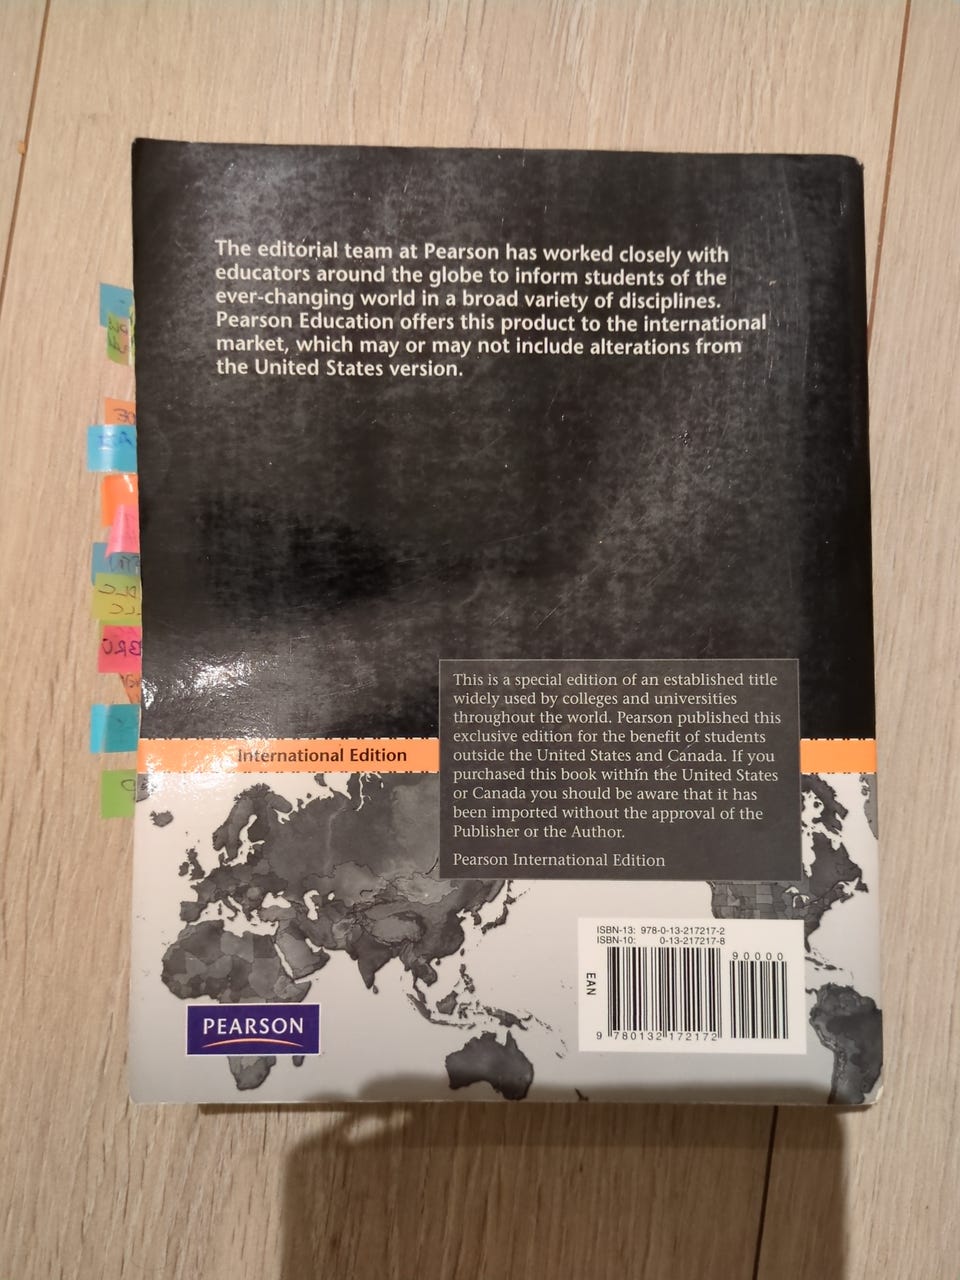 The editorial team at Pearson has worked closely with
educators around the globe to inform students of the
ever-changing world in a broad variety of disciplines.
Pearson Education offers this product to the international
market, which may or may not include alterations from
the United States version.
This is a special edition of an established title
widely used by colleges and universities
throughout the world. Pearson published this
exclusive edition for the benefit of students
outside the United States and Canada. If you
purchased this book within the United States
or Canada you should be aware that it has
been imported without the approval of the
Publisher or the Author.
Pearson International Edition
International Edition
ISBN-13: 978-0-13-217217-2
ISBN-10: 0-13-217217-8
90000
EAN
9 780132 172172
PEARSON